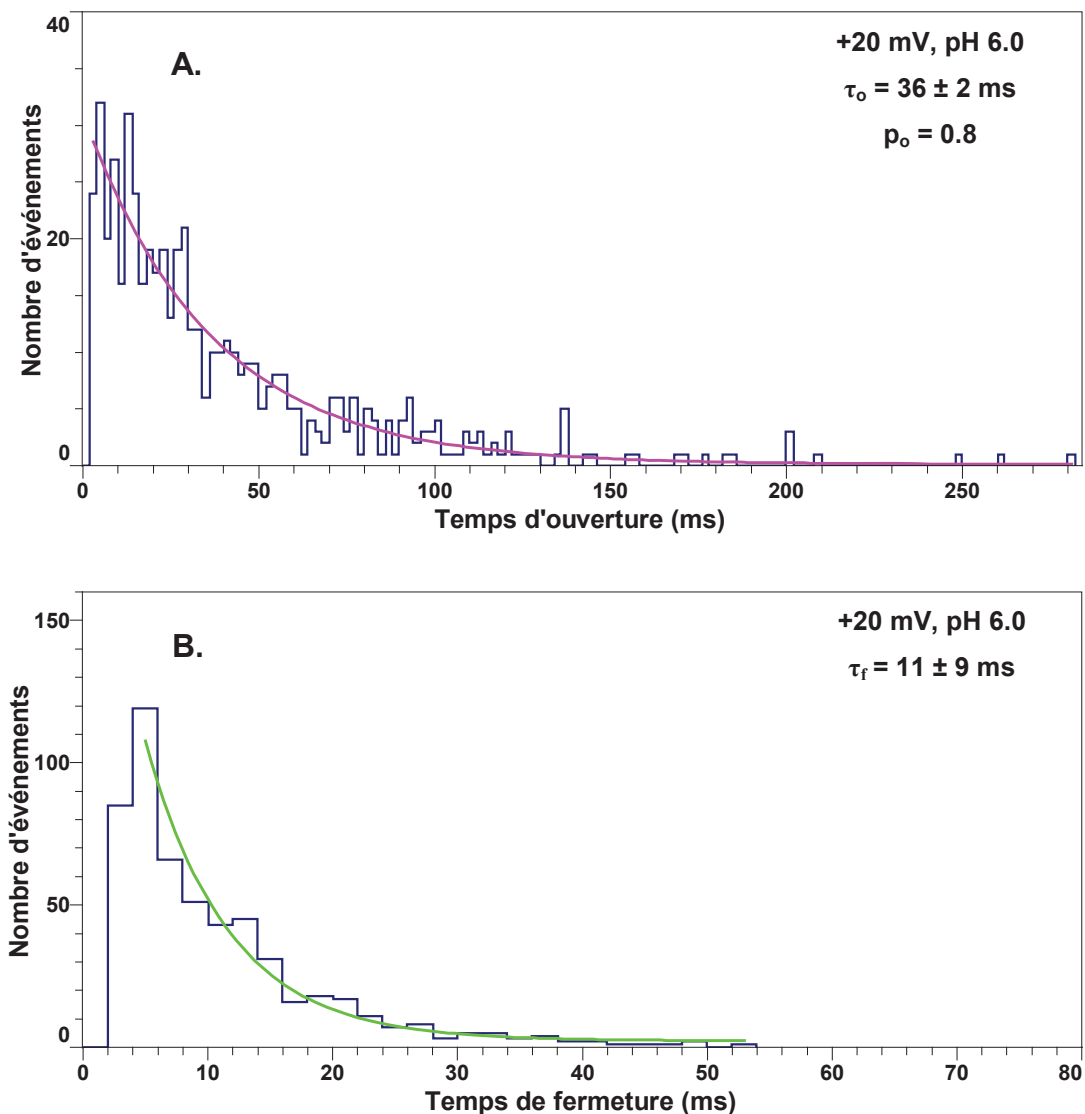 40
+20 mV, pH 6.0
A.
τₒ = 36 ± 2 ms
pₒ = 0.8
Nombre d'événements
20
0
0 50 100 150 200 250
Temps d'ouverture (ms)
150
+20 mV, pH 6.0
B.
τf = 11 ± 9 ms
Nombre d'événements
100
50
0
0 10 20 30 40 50 60 70 80
Temps de fermeture (ms)